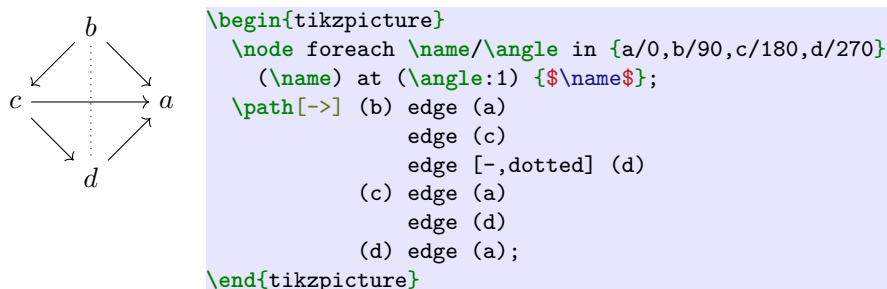 b
c
a
d
\begin{tikzpicture}
  \node foreach \name/\angle in {a/0,b/90,c/180,d/270}
    (\name) at (\angle:1) {$\name$};
  \path[->] (b) edge (a)
                edge (c)
                edge [-,dotted] (d)
            (c) edge (a)
                edge (d)
            (d) edge (a);
\end{tikzpicture}